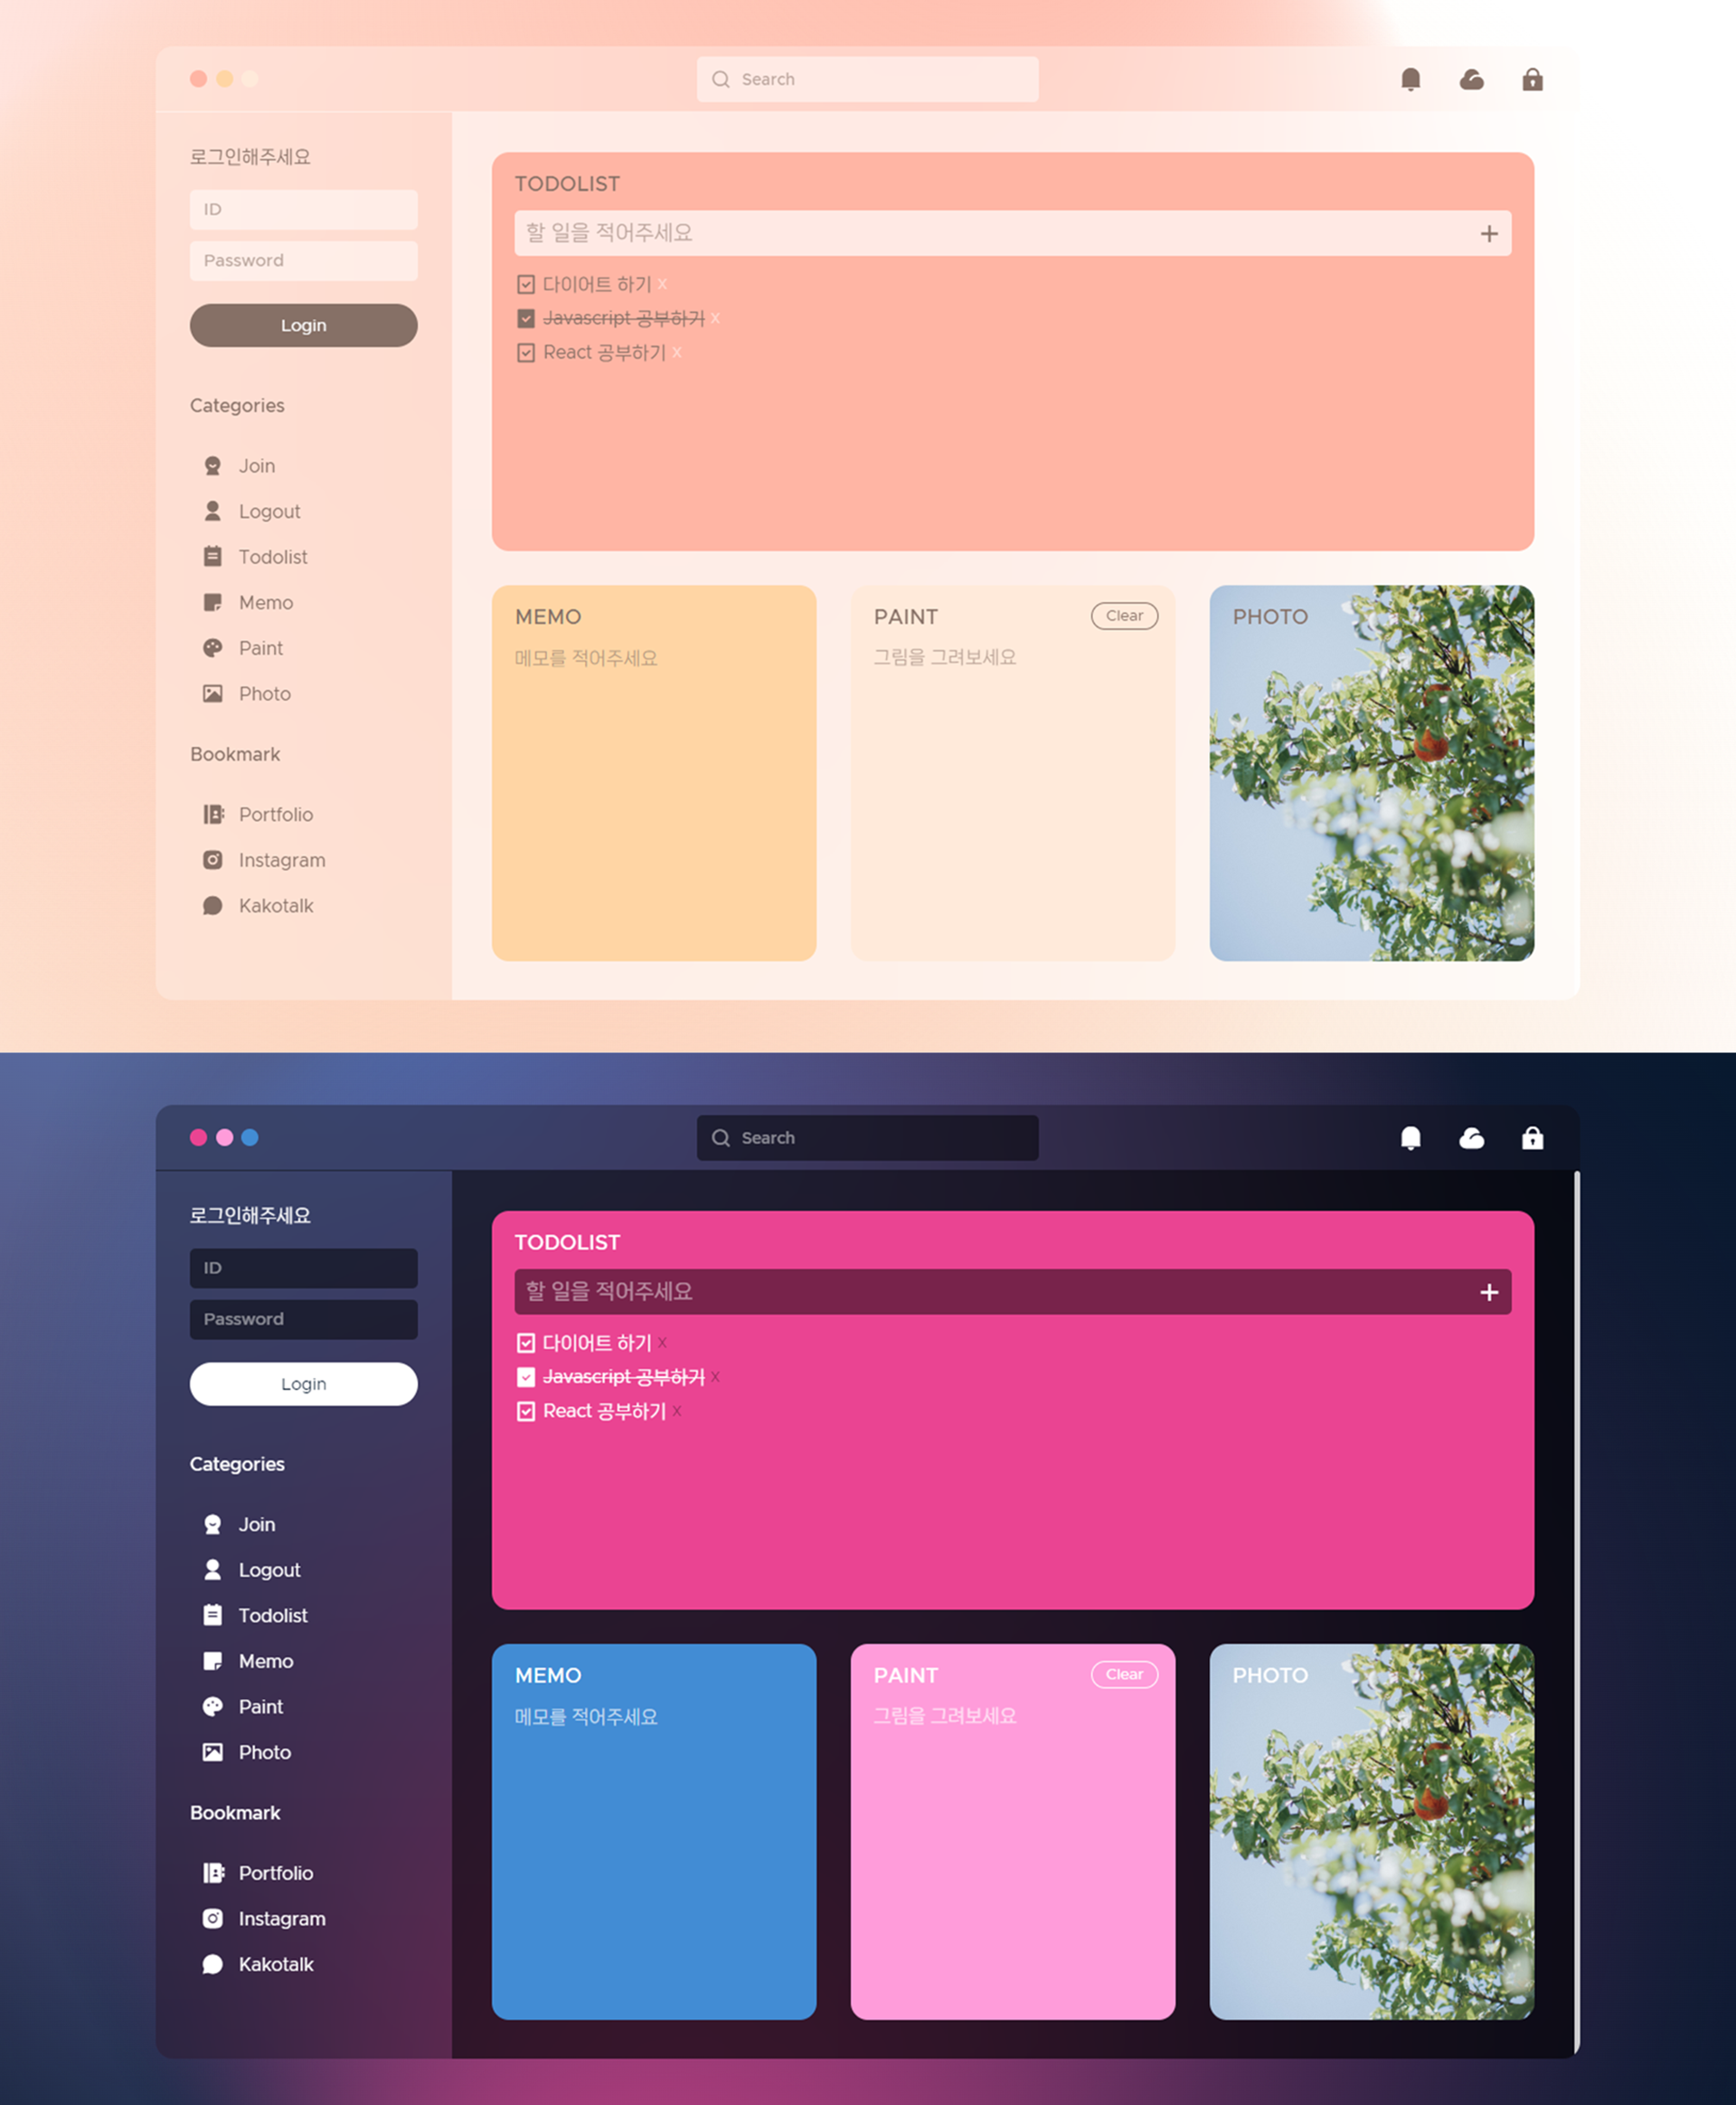 Search
로그인해주세요
ID
Password
Login
Categories
Join
Logout
Todolist
Memo
Paint
Photo
Bookmark
Portfolio
Instagram
Kakotalk
TODOLIST
할 일을 적어주세요 +
다이어트 하기 x
Javascript 공부하기 x
React 공부하기 x
MEMO
메모를 적어주세요
PAINT Clear
그림을 그려보세요
PHOTO
Search
로그인해주세요
ID
Password
Login
Categories
Join
Logout
Todolist
Memo
Paint
Photo
Bookmark
Portfolio
Instagram
Kakotalk
TODOLIST
할 일을 적어주세요 +
다이어트 하기 x
Javascript 공부하기 x
React 공부하기 x
MEMO
메모를 적어주세요
PAINT Clear
그림을 그려보세요
PHOTO